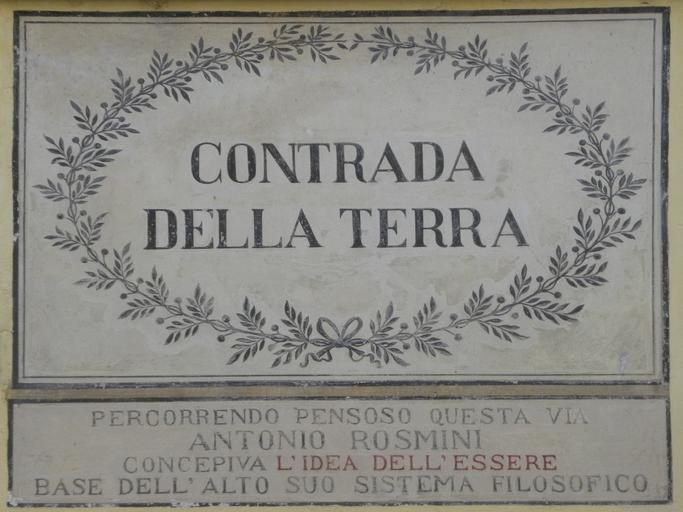 CONTRADA
DELLA TERRA
PERCORRENDO PENSOSO QUESTA VIA
ANTONIO ROSMINI
CONCEPIVA L'IDEA DELL'ESSERE
BASE DELL'ALTO SUO SISTEMA FILOSOFICO